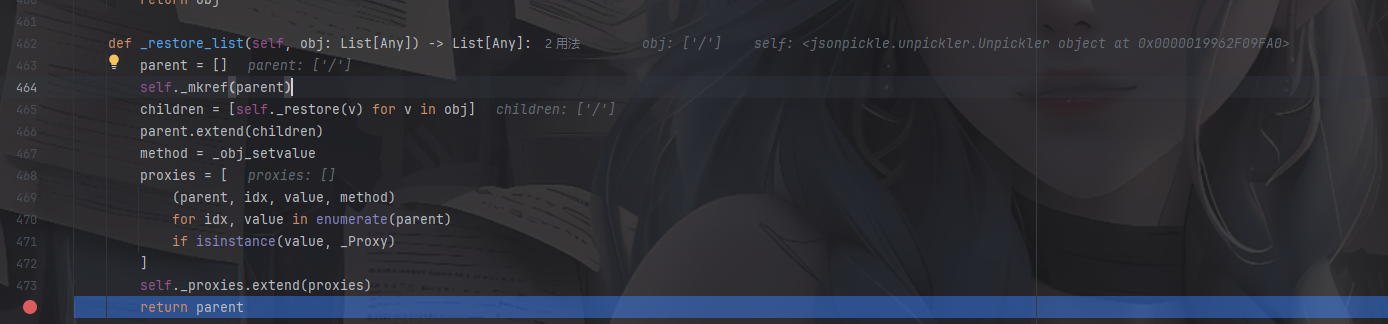 460 return obj
461
462 def _restore_list(self, obj: List[Any]) -> List[Any]: 2 用法 obj: ['/'] self: <jsonpickle.unpickler.Unpickler object at 0x0000019962F09FA0>
463 parent = [] parent: ['/']
464 self._mkref(parent)
465 children = [self._restore(v) for v in obj] children: ['/']
466 parent.extend(children)
467 method = _obj_setvalue
468 proxies = [ proxies: []
469 (parent, idx, value, method)
470 for idx, value in enumerate(parent)
471 if isinstance(value, _Proxy)
472 ]
473 self._proxies.extend(proxies)
return parent